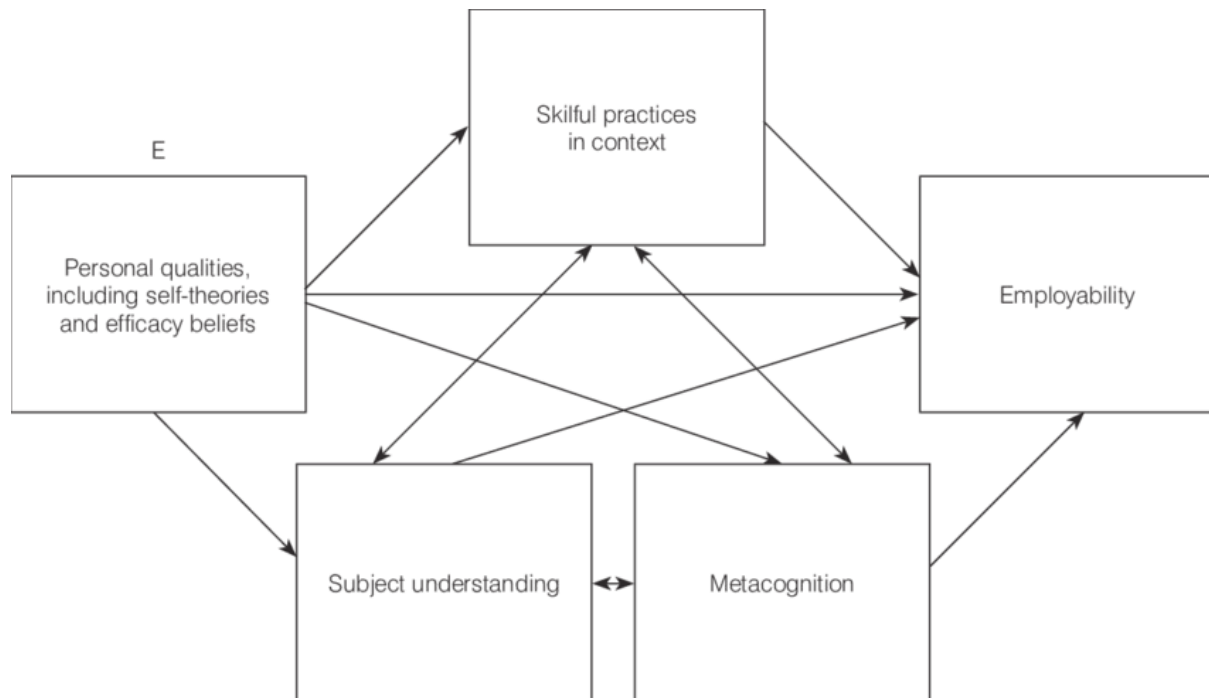 Skilful practices
in context
E
Personal qualities,
including self-theories
and efficacy beliefs
Employability
Subject understanding
Metacognition